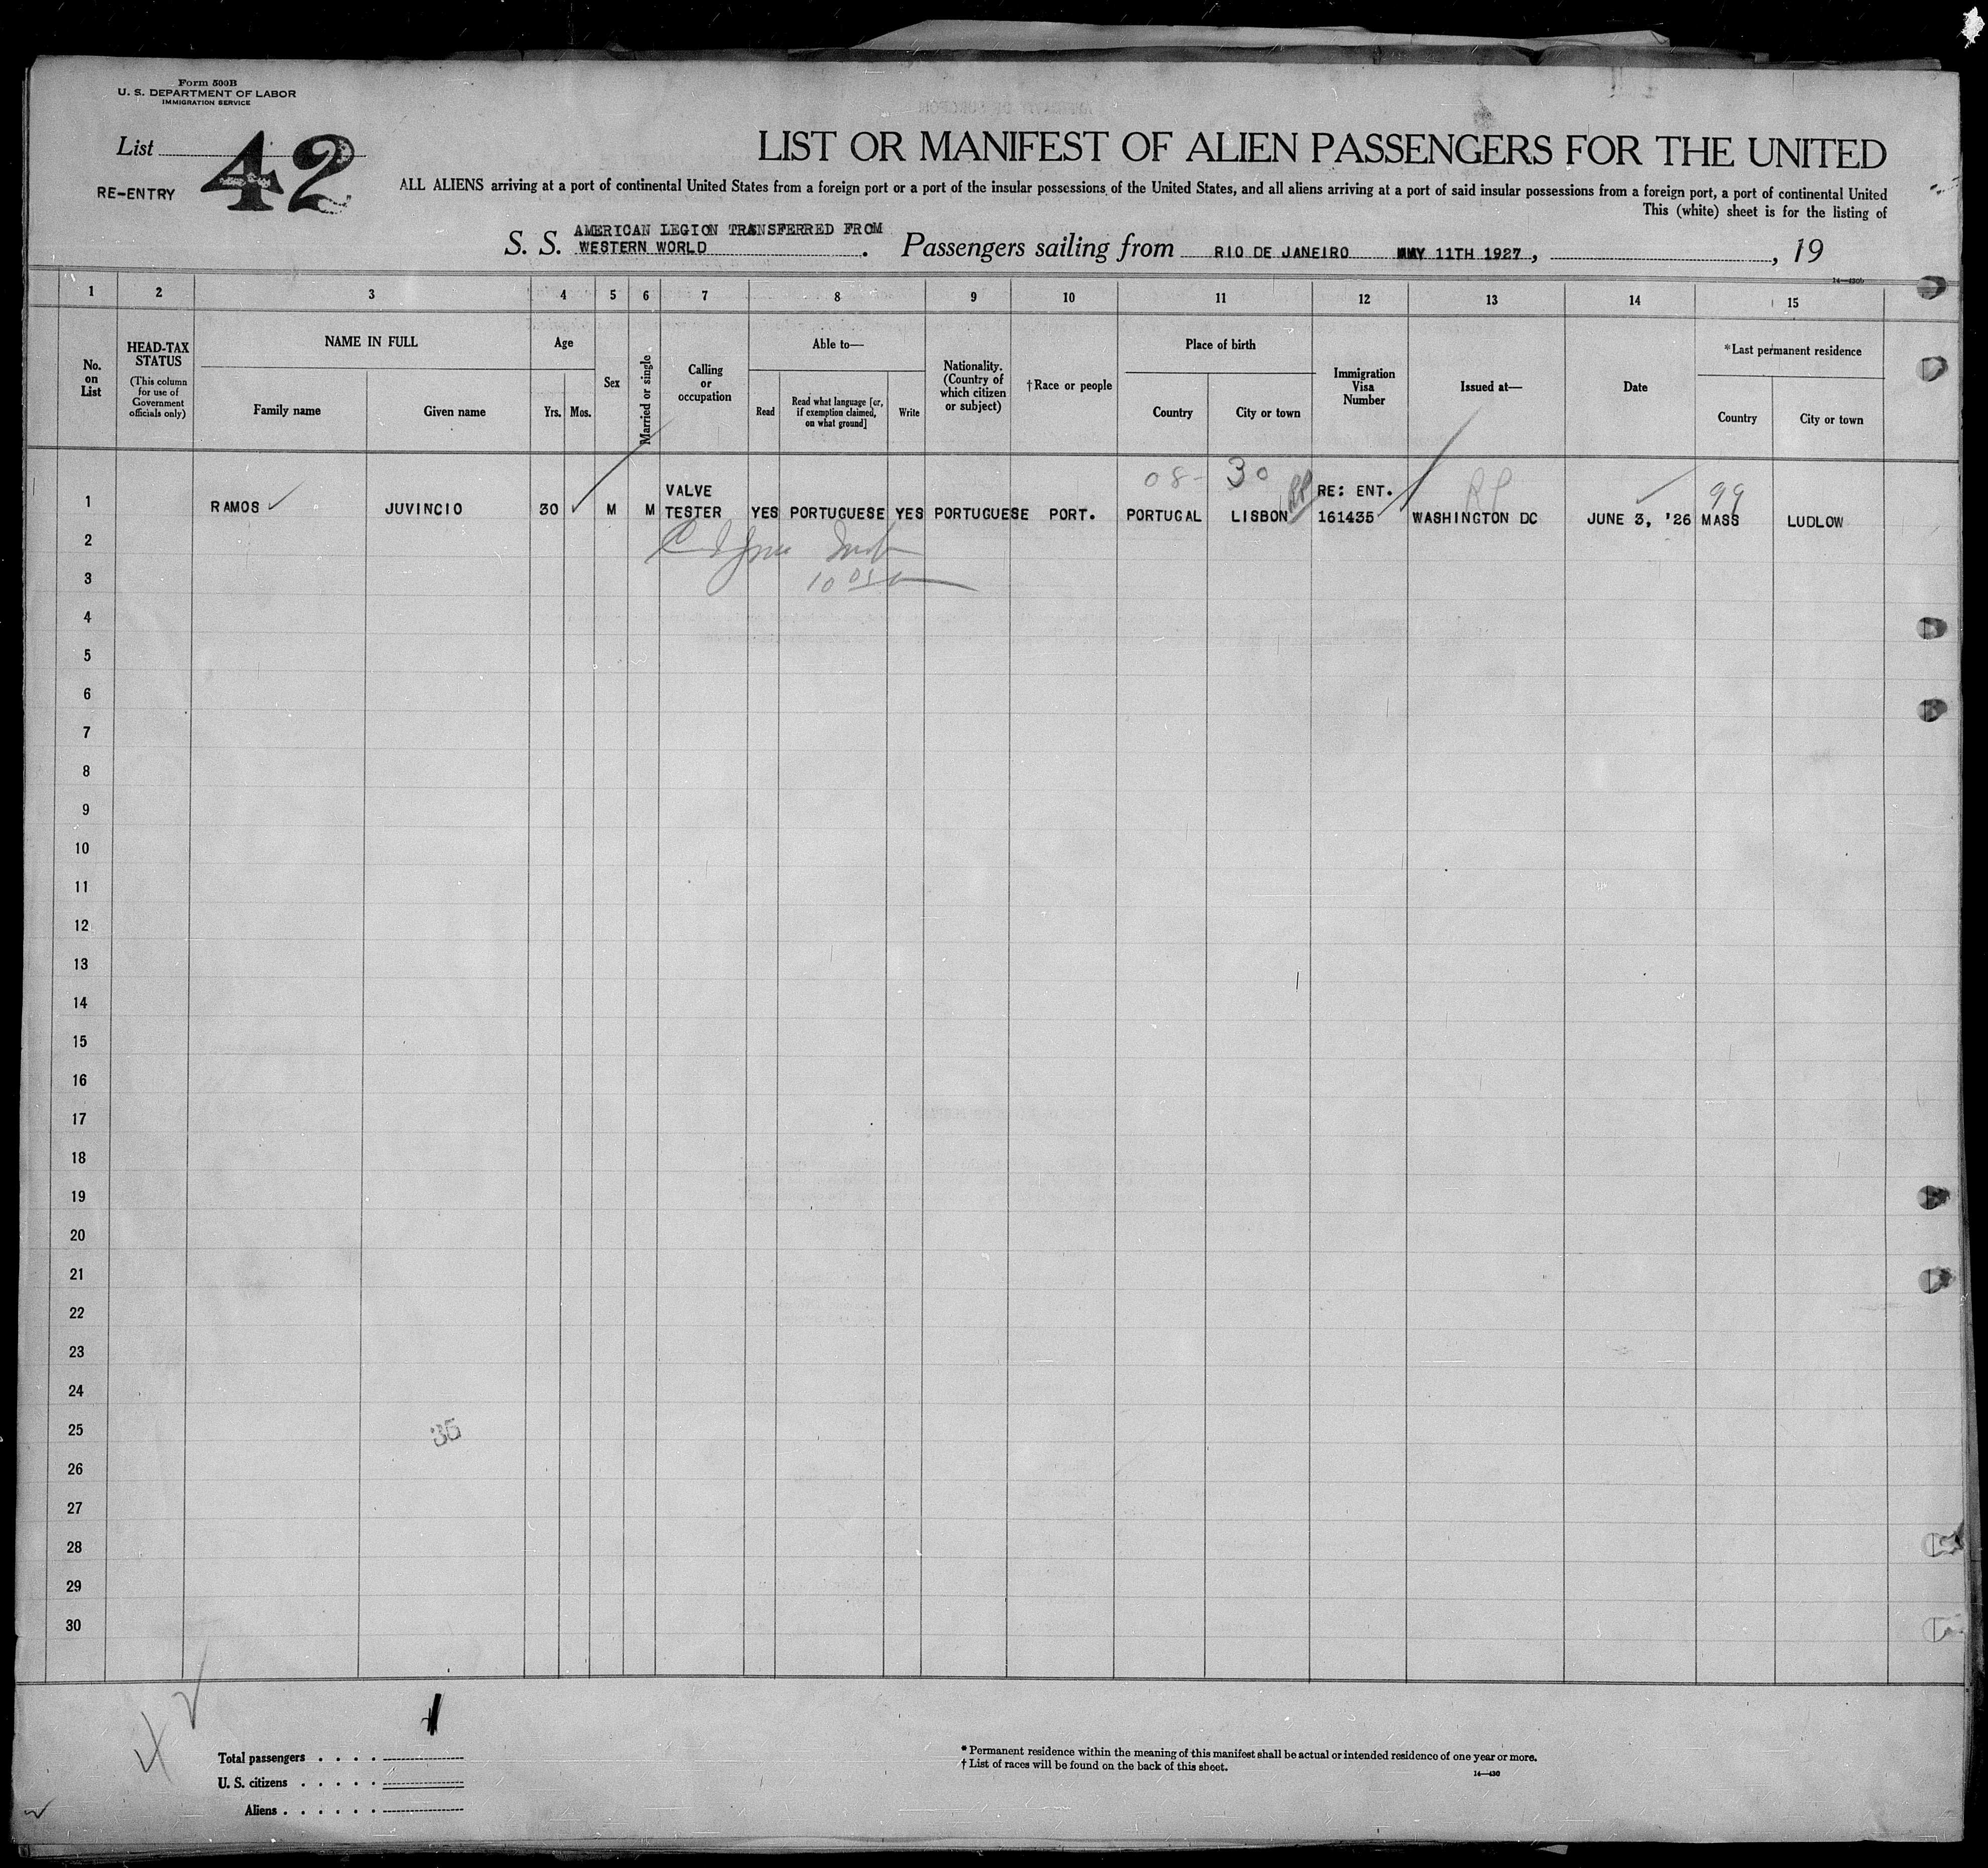 Form 500B
U. S. DEPARTMENT OF LABOR
IMMIGRATION SERVICE
List 42
RE-ENTRY
LIST OR MANIFEST OF ALIEN PASSENGERS FOR THE UNITED
ALL ALIENS arriving at a port of continental United States from a foreign port or a port of the insular possessions of the United States, and all aliens arriving at a port of said insular possessions from a foreign port, a port of continental United
This (white) sheet is for the listing of
AMERICAN LEGION TRANSFERRED FROM
S. S. WESTERN WORLD . Passengers sailing from RIO DE JANEIRO MAY 11TH 1927, , 19
14—430b
1 2 3 4 5 6 7 8 9 10 11 12 13 14 15
No. on List
HEAD-TAX STATUS
(This column for use of Government officials only)
NAME IN FULL
Family name
Given name
Age
Yrs. Mos.
Sex
Married or single
Calling or occupation
Able to—
Read
Read what language [or, if exemption claimed, on what ground]
Write
Nationality. (Country of which citizen or subject)
†Race or people
Place of birth
Country
City or town
Immigration Visa Number
Issued at—
Date
*Last permanent residence
Country
City or town
08- 30
99
RP
1 RAMOS JUVINCIO 30 M M VALVE TESTER YES PORTUGUESE YES PORTUGUESE PORT. PORTUGAL LISBON RE: ENT. 161435 WASHINGTON DC JUNE 3, '26 MASS LUDLOW
2
3
4
5
6
7
8
9
10
11
12
13
14
15
16
17
18
19
20
21
22
23
24
25
35
26
27
28
29
30
1
Total passengers . . . .
U. S. citizens . . . . .
Aliens . . . . . .
* Permanent residence within the meaning of this manifest shall be actual or intended residence of one year or more.
† List of races will be found on the back of this sheet.
14—430